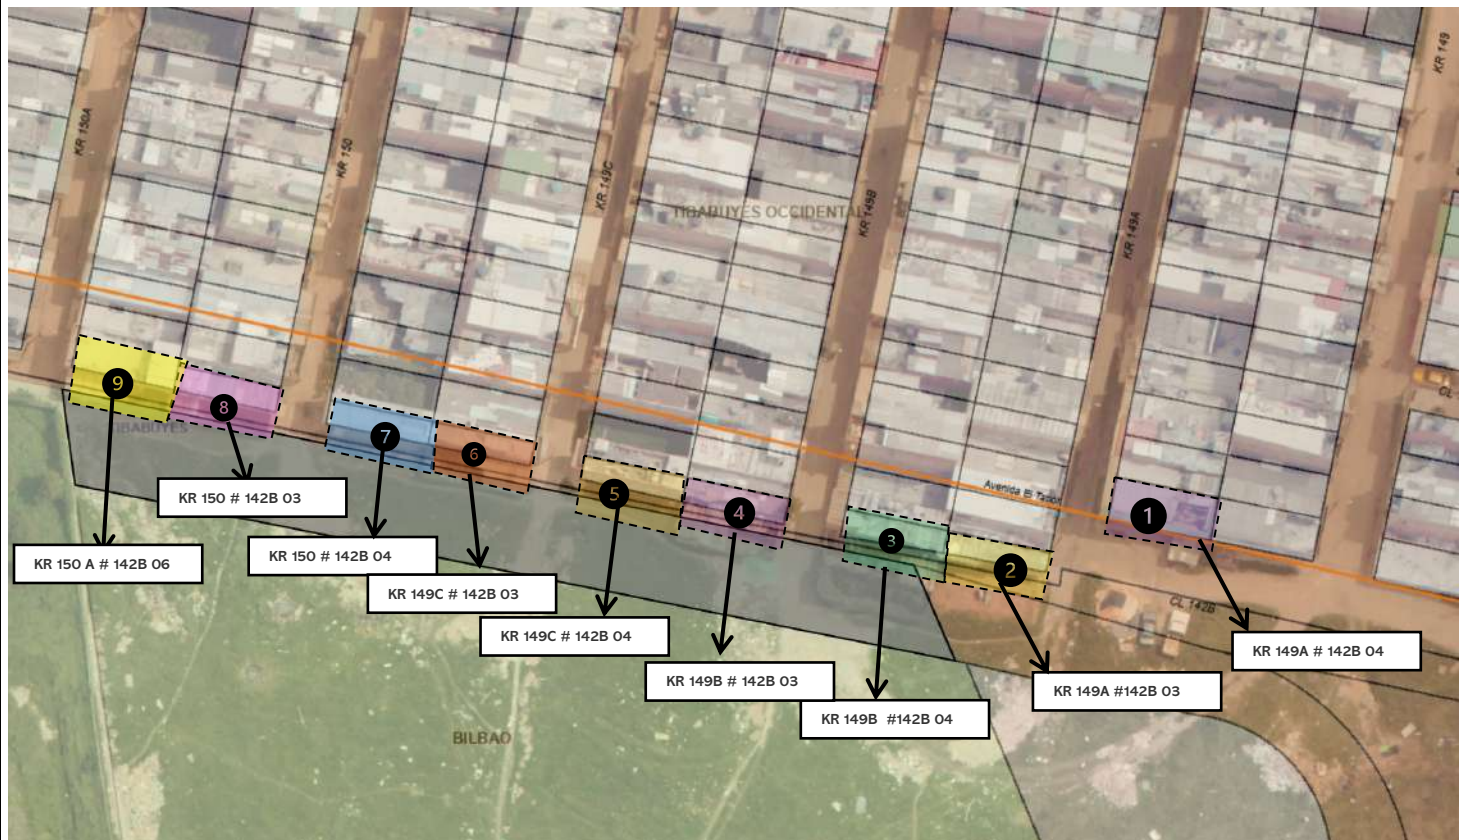 KR 149
KR 150A
KR 150
KR 149C
TIBABUYES OCCIDENTAL
KR 149B
KR 149A
9
8
7
6
5
4
3
2
1
Avenida El Tabor
TIBABUYES
CL
CL 142B
KR 150 # 142B 03
KR 150 A # 142B 06
KR 150 # 142B 04
KR 149C # 142B 03
KR 149C # 142B 04
KR 149B # 142B 03
KR 149B #142B 04
KR 149A #142B 03
KR 149A # 142B 04
BILBAO